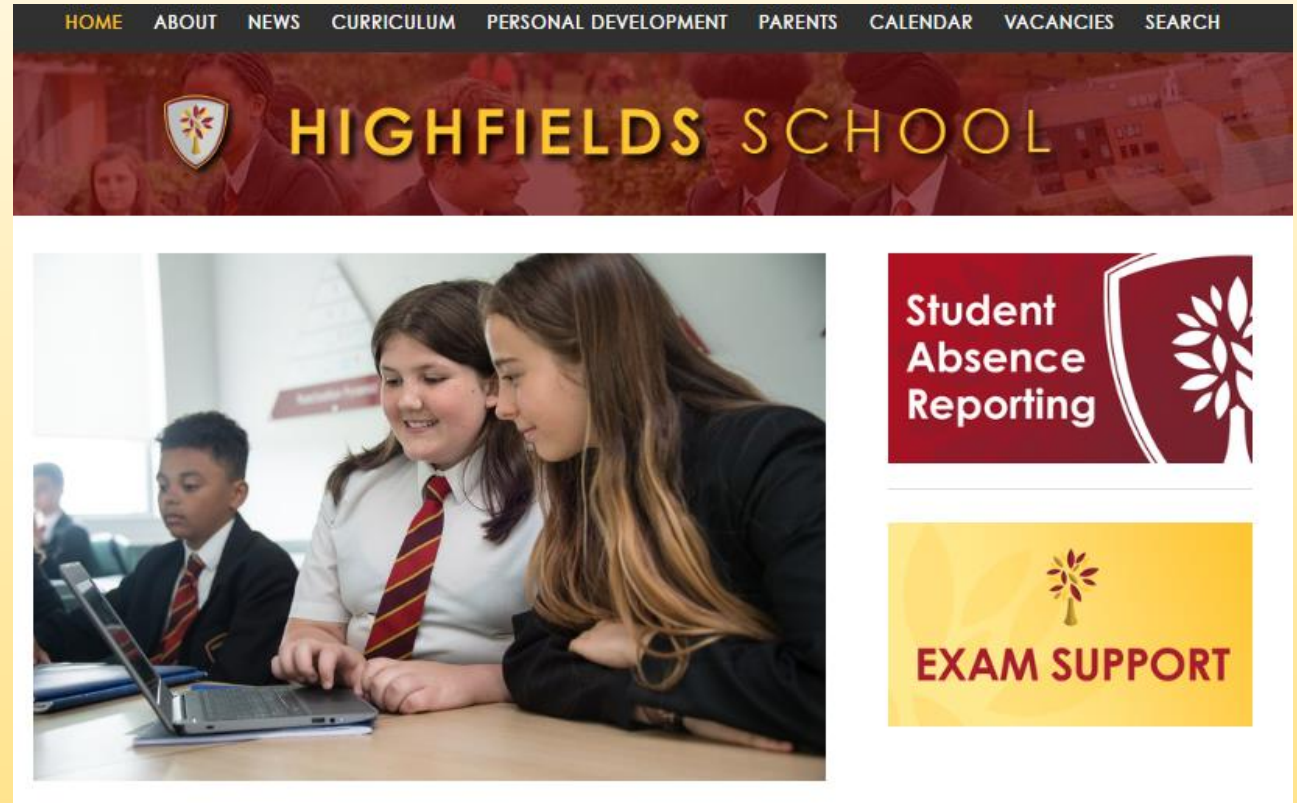 HOME ABOUT NEWS CURRICULUM PERSONAL DEVELOPMENT PARENTS CALENDAR VACANCIES SEARCH
HIGHFIELDS SCHOOL
Student
Absence
Reporting
EXAM SUPPORT